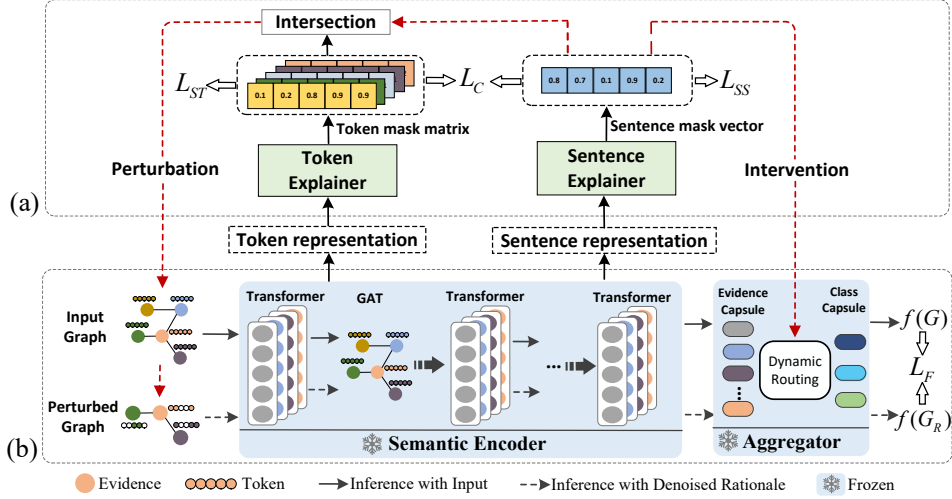 Intersection
L_ST
0.1 0.2 0.8 0.9 0.9
L_C
0.8 0.7 0.1 0.9 0.2
L_SS
Token mask matrix
Sentence mask vector
Perturbation
Token Explainer
Sentence Explainer
Intervention
(a)
Token representation
Sentence representation
Input Graph
Transformer
GAT
Transformer
Transformer
...
Evidence Capsule
Class Capsule
Dynamic Routing
f(G)
L_F
f(G_R)
Perturbed Graph
(b)
Semantic Encoder
Aggregator
Evidence
Token
Inference with Input
Inference with Denoised Rationale
Frozen